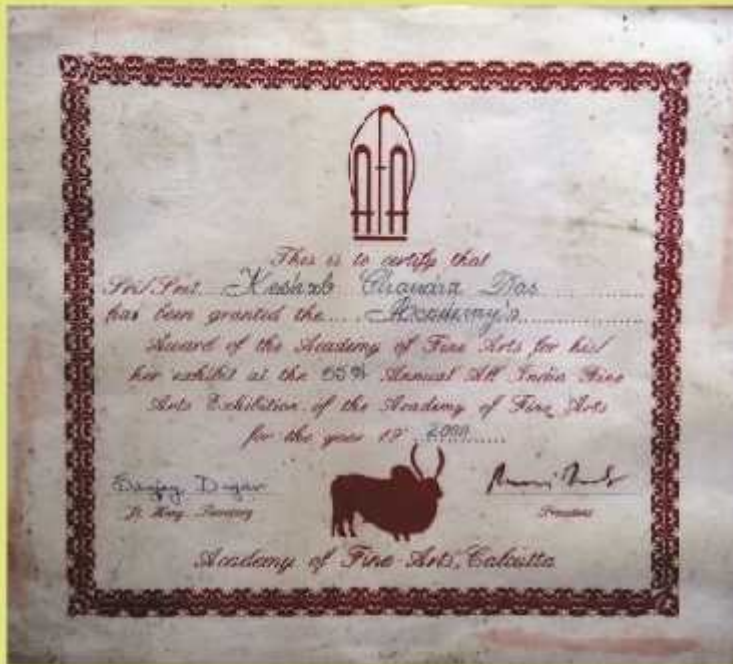 This is to certify that
Sri/Smt. Keshab Chandra Das
has been granted the.... Academy's
Award of the Academy of Fine Arts for his/
her exhibit at the Annual All India Fine
Arts Exhibition of the Academy of Fine Arts
for the year 19 2000
Sanjay
Jt. Hony. Secretary
President
Academy of Fine Arts, Calcutta